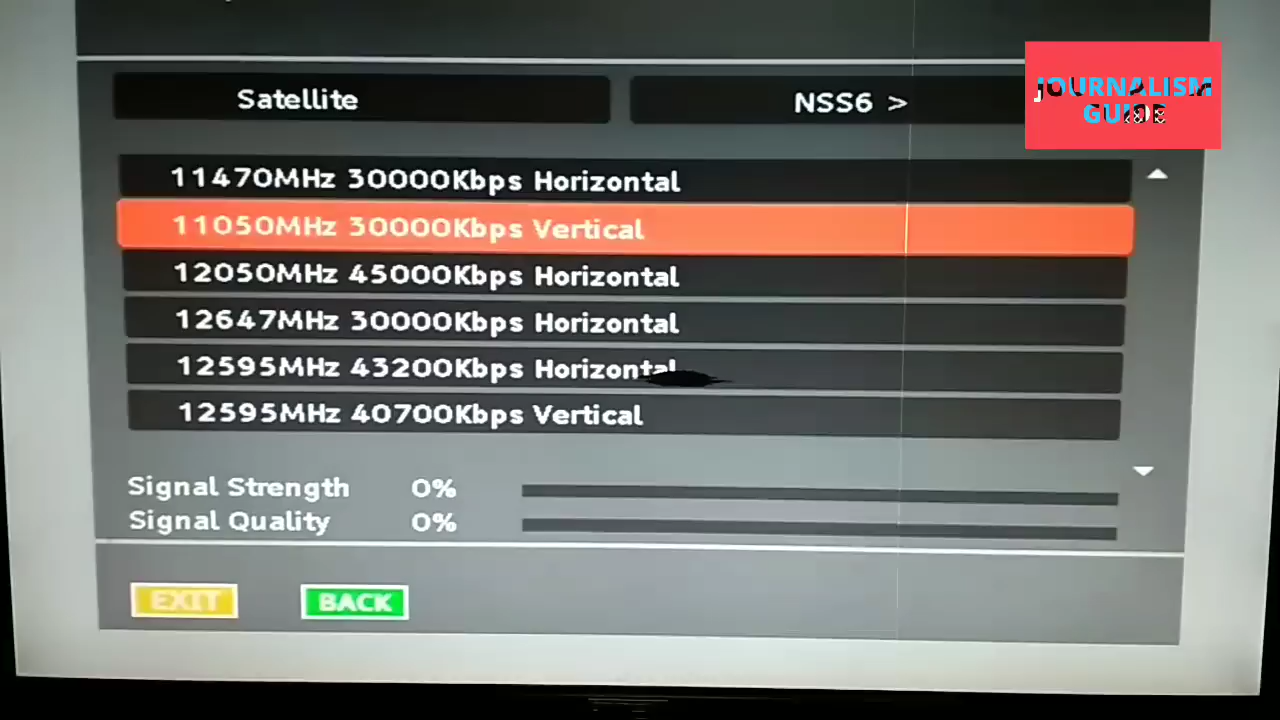 Satellite
NSS6 >
JOURNALISM
GUIDE
11470MHz 30000Kbps Horizontal
11050MHz 30000Kbps Vertical
12050MHz 45000Kbps Horizontal
12647MHz 30000Kbps Horizontal
12595MHz 43200Kbps Horizontal
12595MHz 40700Kbps Vertical
Signal Strength 0%
Signal Quality 0%
EXIT BACK